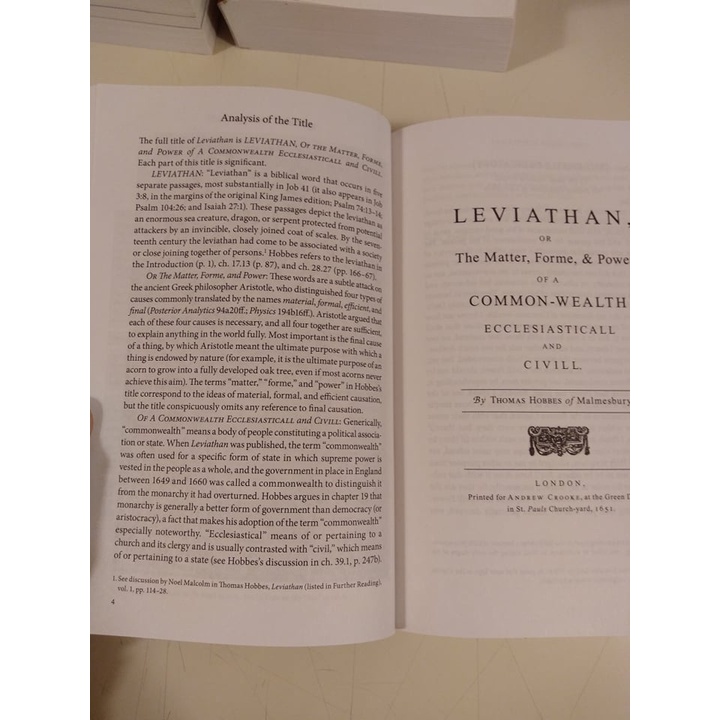 Analysis of the Title
The full title of Leviathan is LEVIATHAN, OF THE MATTER, FORME,
AND POWER OF A COMMONWEALTH ECCLESIASTICALL AND CIVILL.
Each part of this title is significant.
LEVIATHAN: “Leviathan” is a biblical word that occurs in five
separate passages, most substantially in Job 41 (it also appears in Job
3:8, in the margins of the original King James edition; Psalm 74:13–14;
Psalm 104:26; and Isaiah 27:1). These passages depict the leviathan as
an enormous sea creature, dragon, or serpent protected from potential
attackers by an invincible, closely joined coat of scales. By the seven-
teenth century the leviathan had come to be associated with a society
or close joining together of persons.¹ Hobbes refers to the leviathan in
the Introduction (p. 1), ch. 17.13 (p. 87), and ch. 28.27 (pp. 166–67).
OR THE MATTER, FORME, AND POWER: These words are a subtle attack on
the ancient Greek philosopher Aristotle, who distinguished four types of
causes commonly translated by the names material, formal, efficient, and
final (Posterior Analytics 94a20ff.; Physics 194b16ff.). Aristotle argued that
each of these four causes is necessary, and all four together are sufficient,
to explain anything in the world fully. Most important is the final cause
of a thing, by which Aristotle meant the ultimate purpose with which a
thing is endowed by nature (for example, it is the ultimate purpose of an
acorn to grow into a fully developed oak tree, even if most acorns never
achieve this aim). The terms “matter,” “forme,” and “power” in Hobbes’s
title correspond to the ideas of material, formal, and efficient causation,
but the title conspicuously omits any reference to final causation.
OF A COMMONWEALTH ECCLESIASTICALL AND CIVILL: Generically,
“commonwealth” means a body of people constituting a political associa-
tion or state. When Leviathan was published, the term “commonwealth”
was often used for a specific form of state in which supreme power is
vested in the people as a whole, and the government in place in England
between 1649 and 1660 was called a commonwealth to distinguish it
from the monarchy it had overturned. Hobbes argues in chapter 19 that
monarchy is generally a better form of government than democracy (or
aristocracy), a fact that makes his adoption of the term “commonwealth”
especially noteworthy. “Ecclesiastical” means of or pertaining to a
church and its clergy and is usually contrasted with “civil,” which means
of or pertaining to a state (see Hobbes’s discussion in ch. 39.1, p. 247b).
1. See discussion by Noel Malcolm in Thomas Hobbes, Leviathan (listed in Further Reading),
vol. 1, pp. 114–28.
4
LEVIATHAN,
OR
The Matter, Forme, & Power
OF A
COMMON-WEALTH
ECCLESIASTICALL
AND
CIVILL.
By THOMAS HOBBES of Malmesbury
LONDON,
Printed for ANDREW CROOKE, at the Green
in St. Pauls Church-yard, 1651.